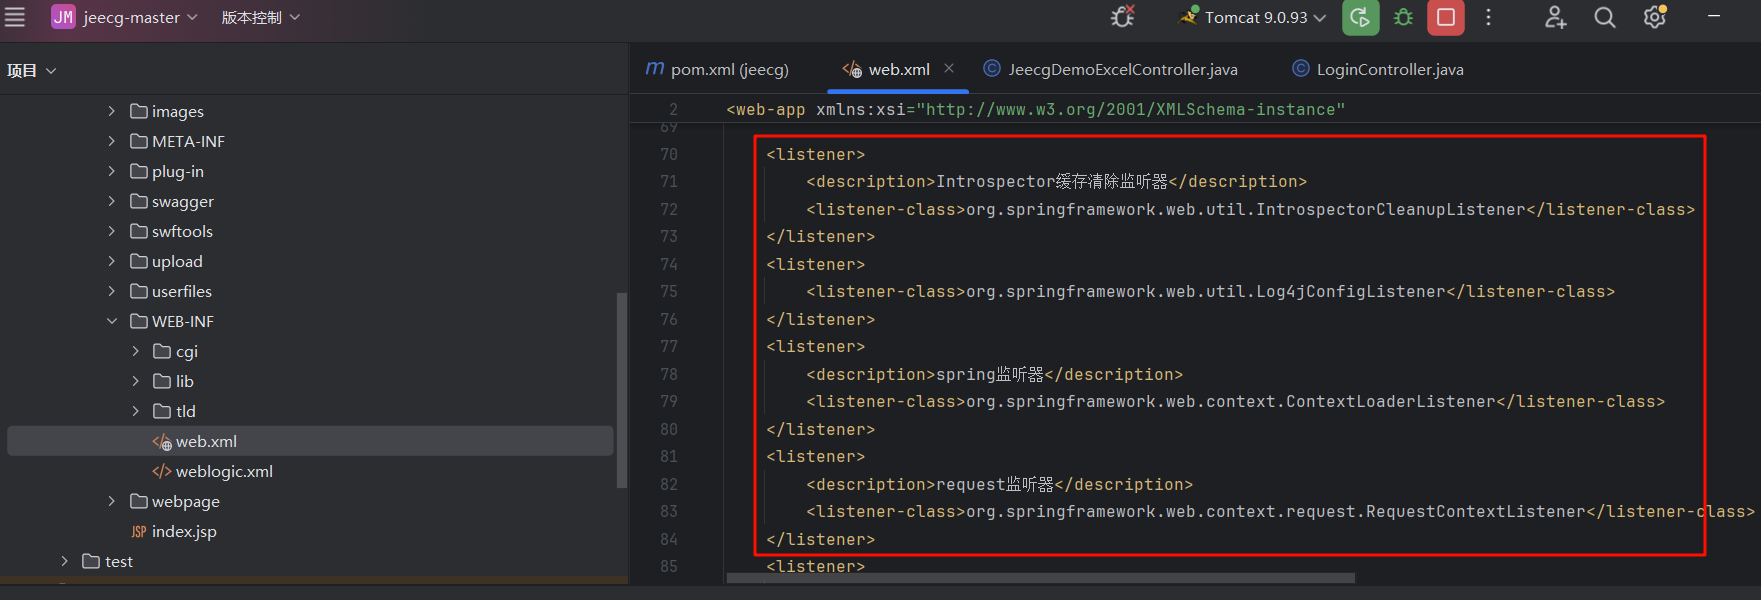 JM jeecg-master 版本控制 Tomcat 9.0.93
项目
pom.xml (jeecg) web.xml JeecgDemoExcelController.java LoginController.java
images
META-INF
plug-in
swagger
swftools
upload
userfiles
WEB-INF
cgi
lib
tld
web.xml
weblogic.xml
webpage
JSP index.jsp
test
2 <web-app xmlns:xsi="http://www.w3.org/2001/XMLSchema-instance"
69
70 <listener>
71 <description>Introspector缓存清除监听器</description>
72 <listener-class>org.springframework.web.util.IntrospectorCleanupListener</listener-class>
73 </listener>
74 <listener>
75 <listener-class>org.springframework.web.util.Log4jConfigListener</listener-class>
76 </listener>
77 <listener>
78 <description>spring监听器</description>
79 <listener-class>org.springframework.web.context.ContextLoaderListener</listener-class>
80 </listener>
81 <listener>
82 <description>request监听器</description>
83 <listener-class>org.springframework.web.context.request.RequestContextListener</listener-class>
84 </listener>
85 <listener>